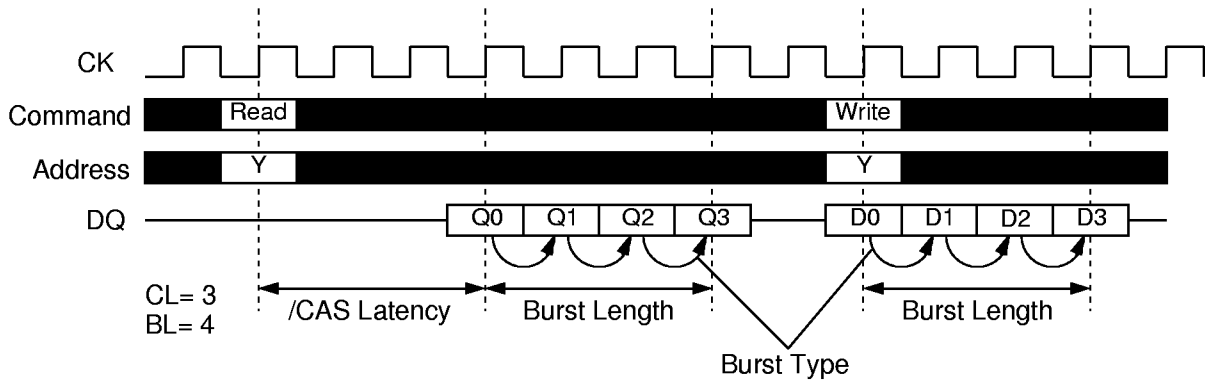 CK
Command Read Write
Address Y Y
DQ Q0 Q1 Q2 Q3 D0 D1 D2 D3
CL= 3
BL= 4
/CAS Latency Burst Length Burst Length
Burst Type